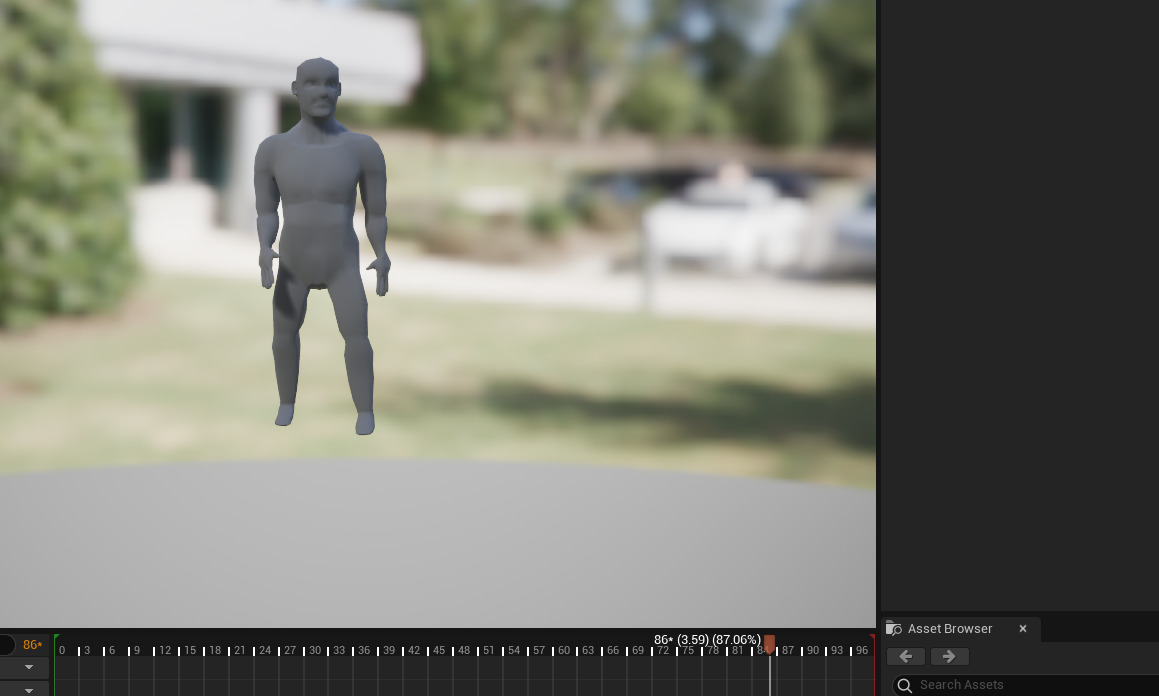 86* (3.59) (87.06%)
86*
0 3 6 9 12 15 18 21 24 27 30 33 36 39 42 45 48 51 54 57 60 63 66 69 72 75 78 81 84 87 90 93 96
Asset Browser ×
Search Assets